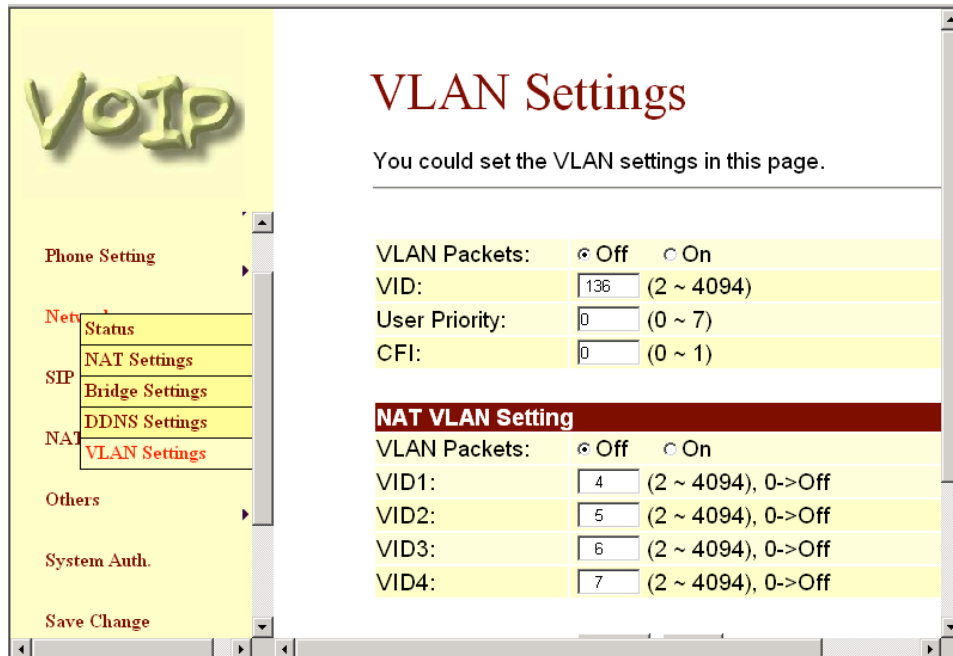 VoIP
Phone Setting
SIP
Others
System Auth.
Save Change
Status
NAT Settings
Bridge Settings
DDNS Settings
VLAN Settings
VLAN Settings
You could set the VLAN settings in this page.
VLAN Packets: Off On
VID: 136 (2 ~ 4094)
User Priority: 0 (0 ~ 7)
CFI: 0 (0 ~ 1)
NAT VLAN Setting
VLAN Packets: Off On
VID1: 4 (2 ~ 4094), 0->Off
VID2: 5 (2 ~ 4094), 0->Off
VID3: 6 (2 ~ 4094), 0->Off
VID4: 7 (2 ~ 4094), 0->Off